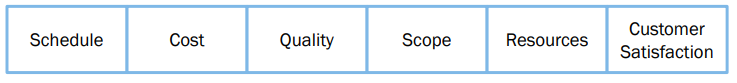 Schedule
Cost
Quality
Scope
Resources
Customer
Satisfaction